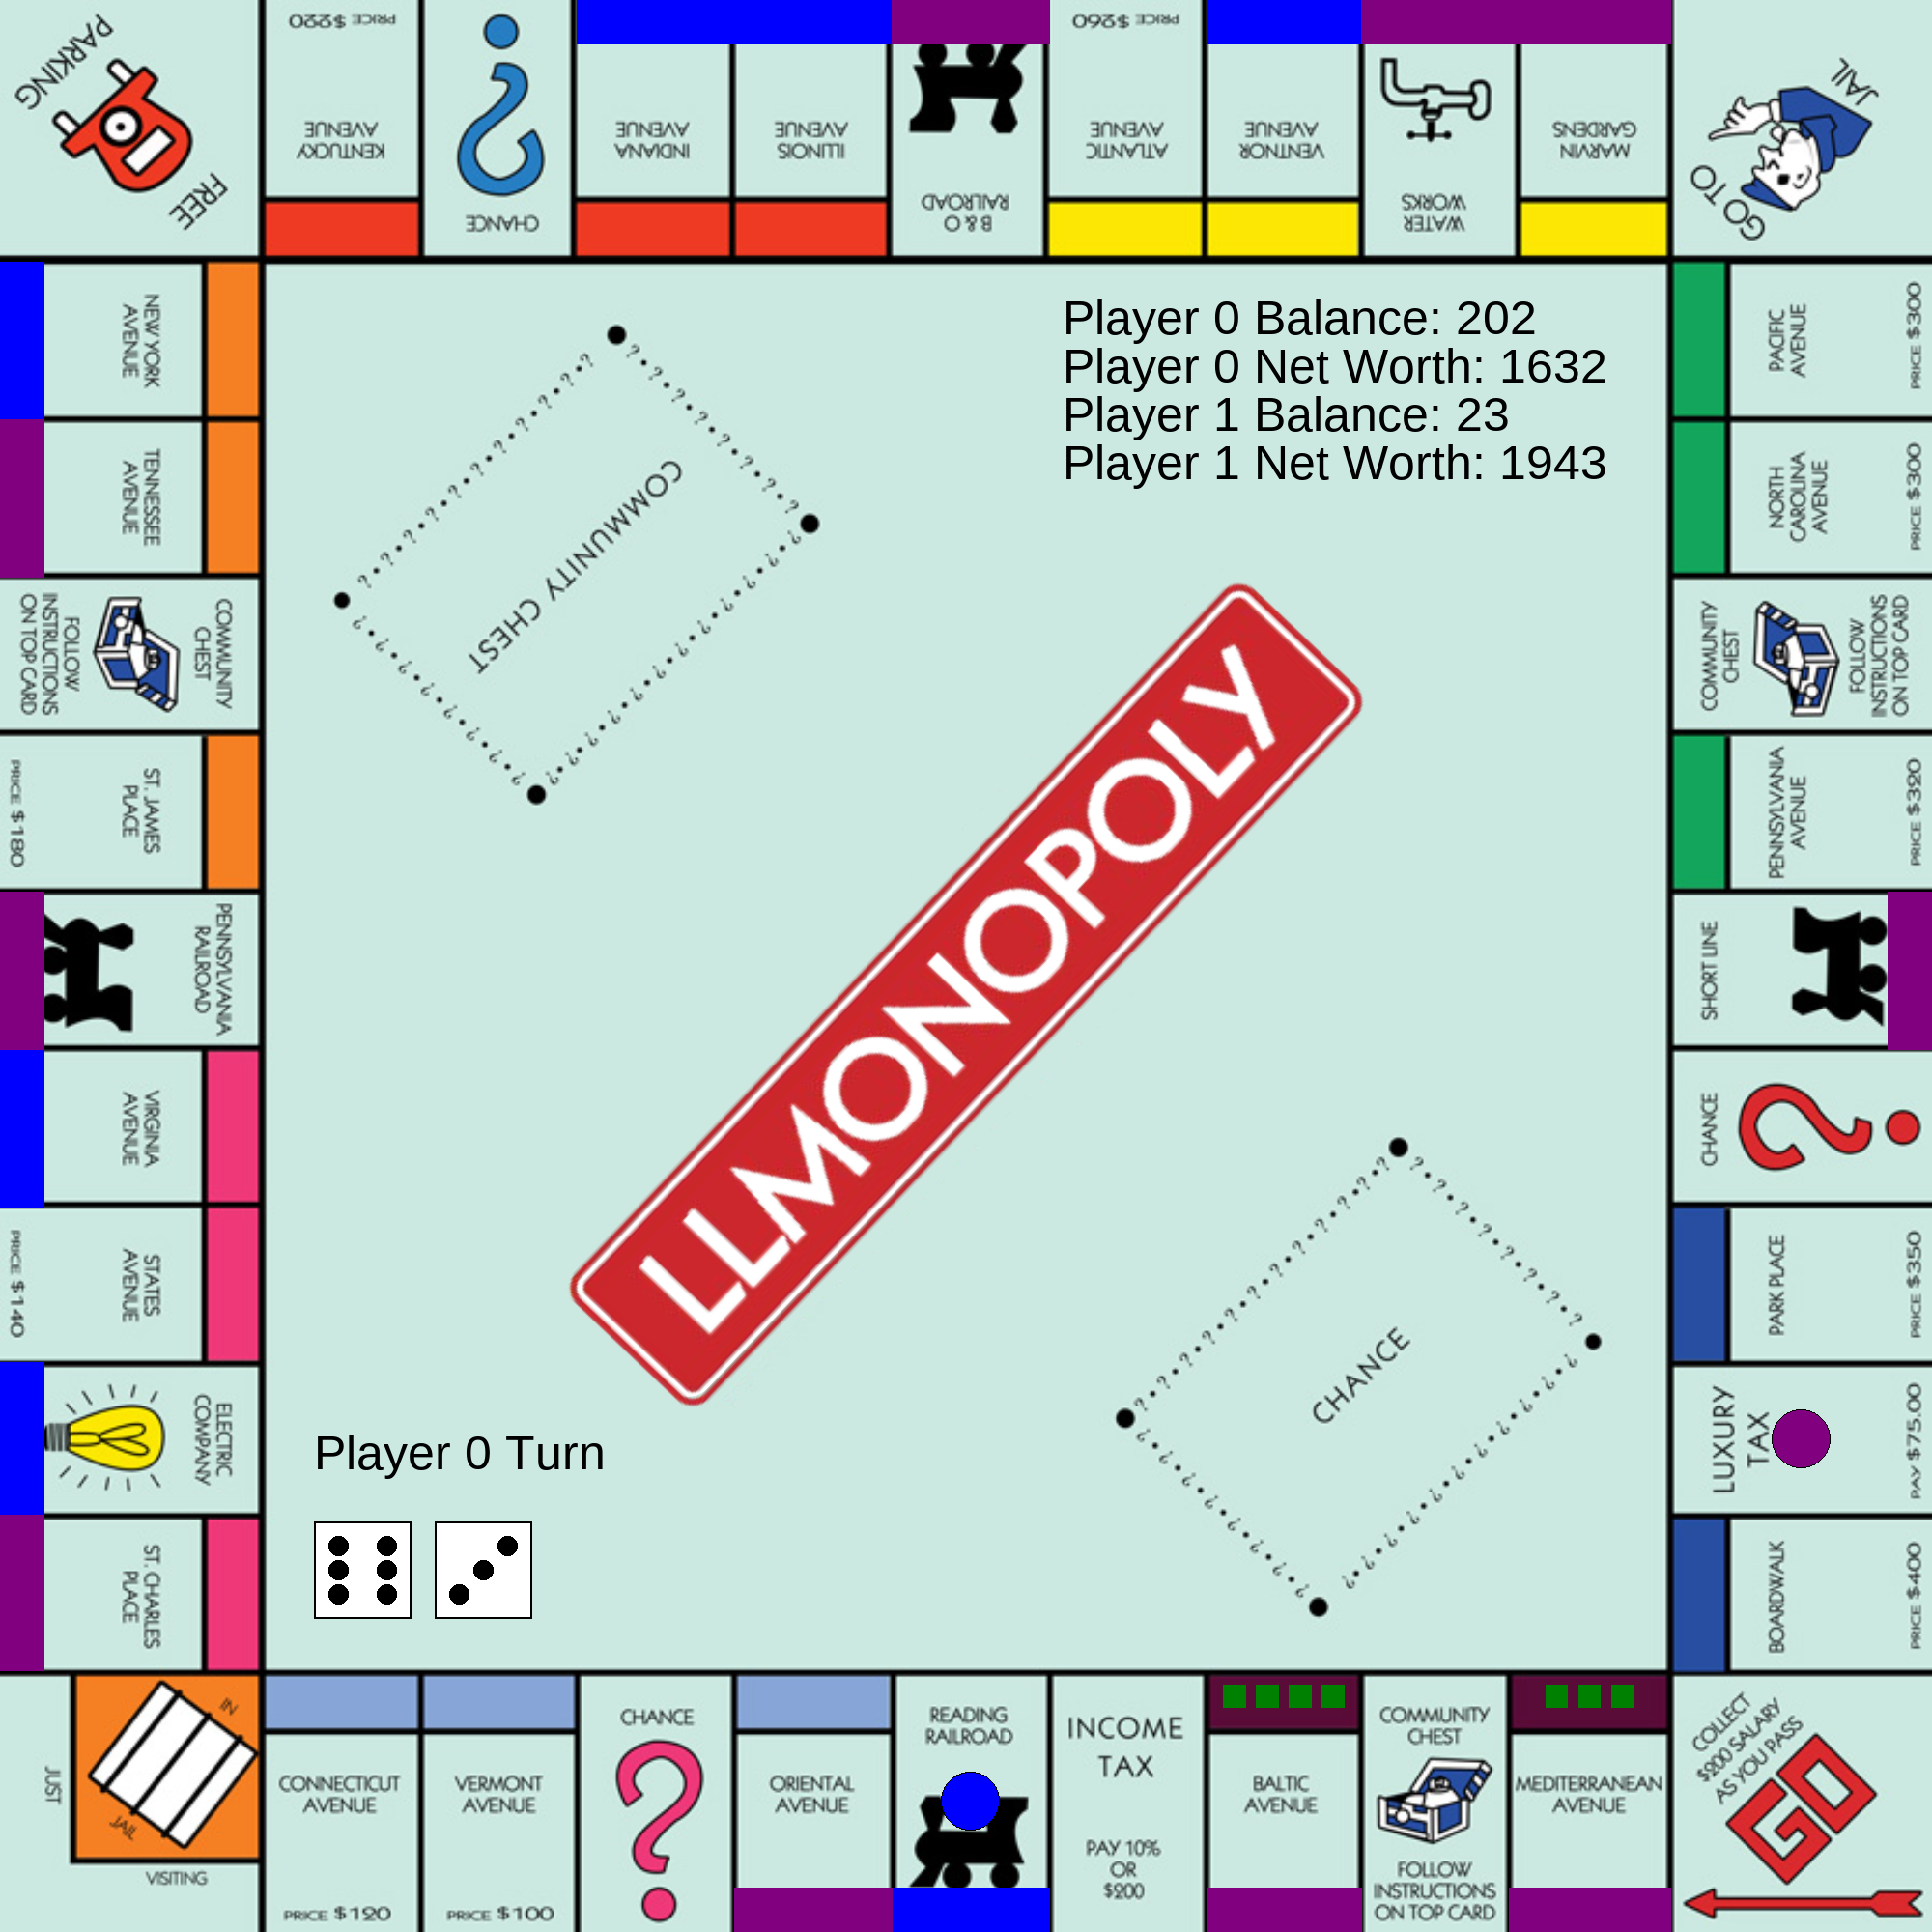 FREE
PARKING
PRICE $220
KENTUCKY
AVENUE
CHANCE
INDIANA
AVENUE
ILLINOIS
AVENUE
B & O
RAILROAD
PRICE $260
ATLANTIC
AVENUE
VENTNOR
AVENUE
WATER
WORKS
MARVIN
GARDENS
GO TO
JAIL
NEW YORK
AVENUE
TENNESSEE
AVENUE
COMMUNITY
CHEST
FOLLOW
INSTRUCTIONS
ON TOP CARD
ST. JAMES
PLACE
PRICE $180
PENNSYLVANIA
RAILROAD
VIRGINIA
AVENUE
STATES
AVENUE
PRICE $140
ELECTRIC
COMPANY
ST. CHARLES
PLACE
Player 0 Balance: 202
Player 0 Net Worth: 1632
Player 1 Balance: 23
Player 1 Net Worth: 1943
COMMUNITY CHEST
LLMONOPOLY
CHANCE
Player 0 Turn
PACIFIC
AVENUE
PRICE $300
NORTH
CAROLINA
AVENUE
PRICE $300
COMMUNITY
CHEST
FOLLOW
INSTRUCTIONS
ON TOP CARD
PENNSYLVANIA
AVENUE
PRICE $320
SHORT LINE
CHANCE
PARK PLACE
PRICE $350
LUXURY
TAX
PAY $75.00
BOARDWALK
PRICE $400
JUST
VISITING
IN
JAIL
CONNECTICUT
AVENUE
PRICE $120
VERMONT
AVENUE
PRICE $100
CHANCE
ORIENTAL
AVENUE
READING
RAILROAD
INCOME
TAX
PAY 10%
OR
$200
BALTIC
AVENUE
COMMUNITY
CHEST
FOLLOW
INSTRUCTIONS
ON TOP CARD
MEDITERRANEAN
AVENUE
COLLECT
$200 SALARY
AS YOU PASS
GO